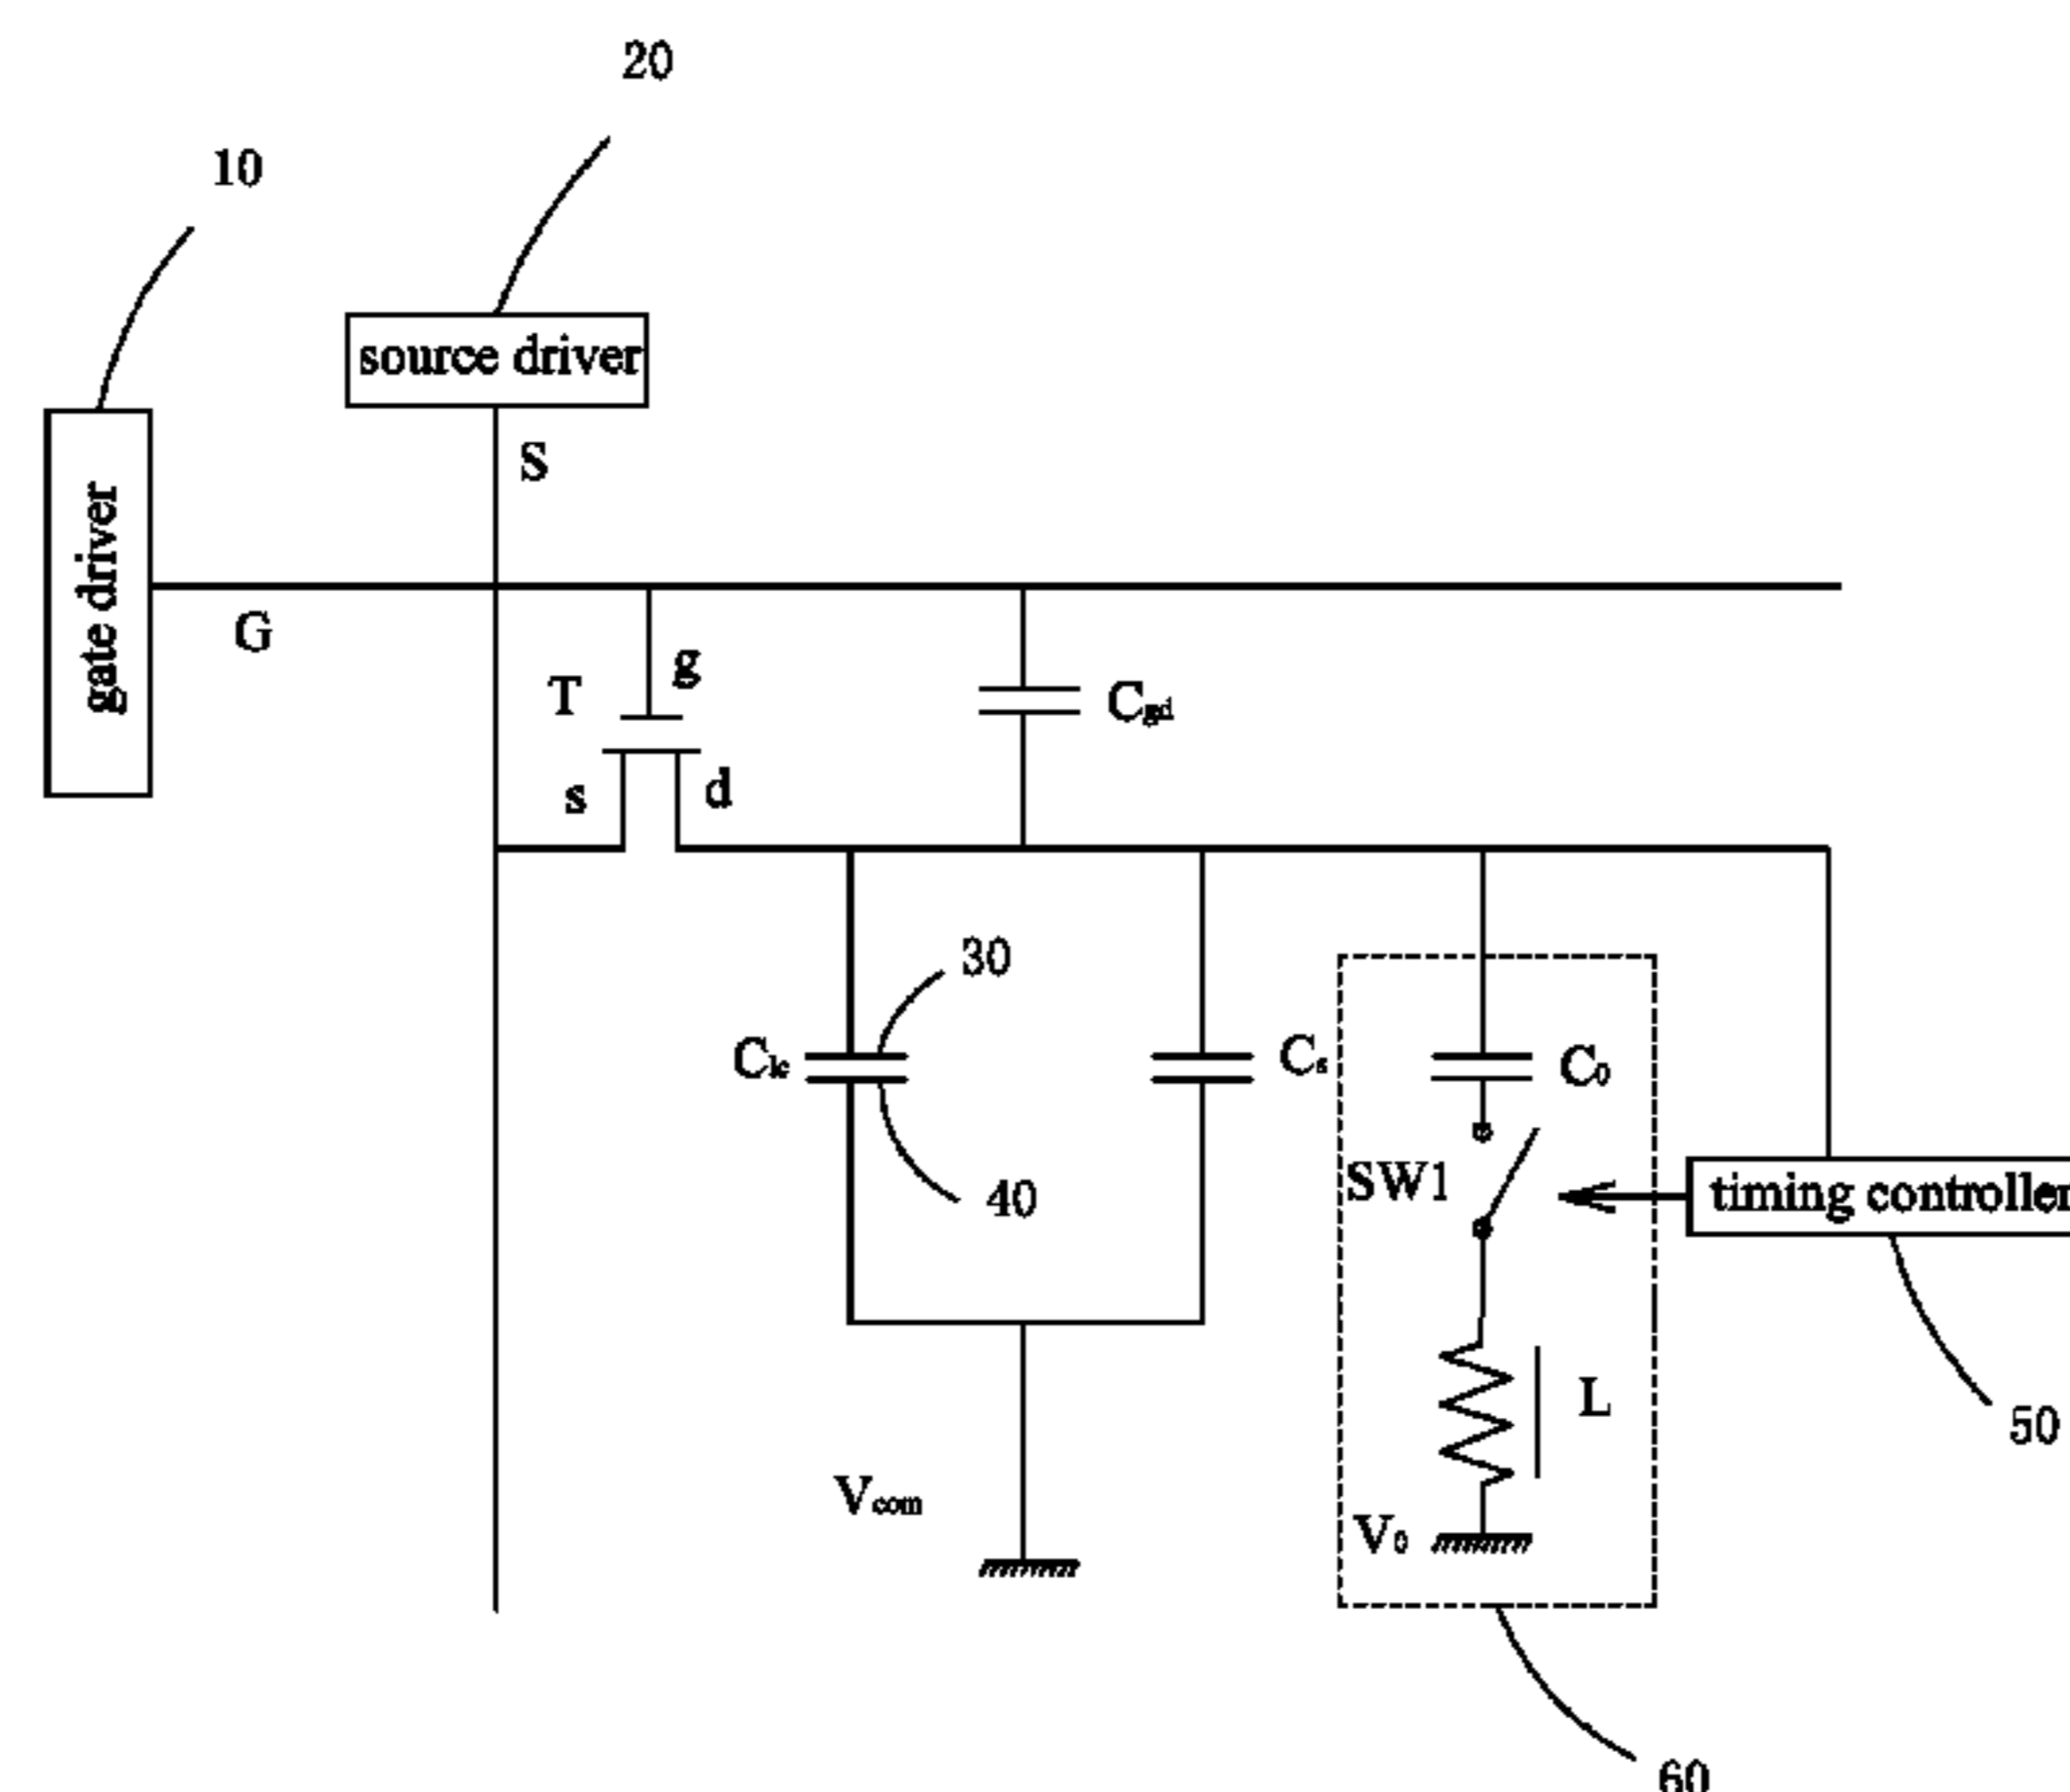 20
10
source driver
S
gate driver
G
T
g
Cgd
s
d
30
Clc
Cs
C0
SW1
timing controller
40
L
50
Vcom
V0
60